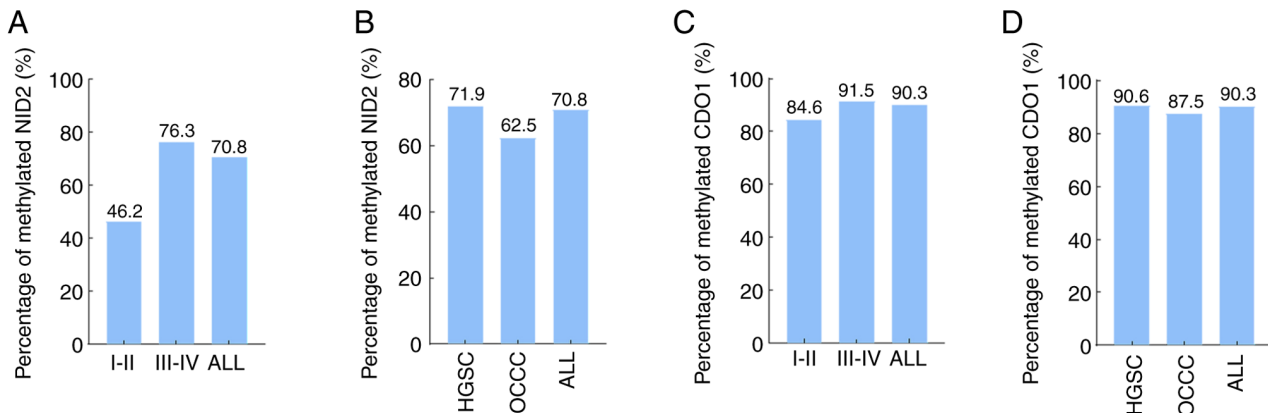 A
Percentage of methylated NID2 (%)
100
80
60
40
20
0
46.2
76.3
70.8
I-II III-IV ALL
B
Percentage of methylated NID2 (%)
80
60
40
20
0
71.9
62.5
70.8
HGSC
OCCC
ALL
C
Percentage of methylated CDO1 (%)
100
80
60
40
20
0
84.6
91.5
90.3
I-II III-IV ALL
D
Percentage of methylated CDO1 (%)
100
80
60
40
20
0
90.6
87.5
90.3
HGSC
OCCC
ALL